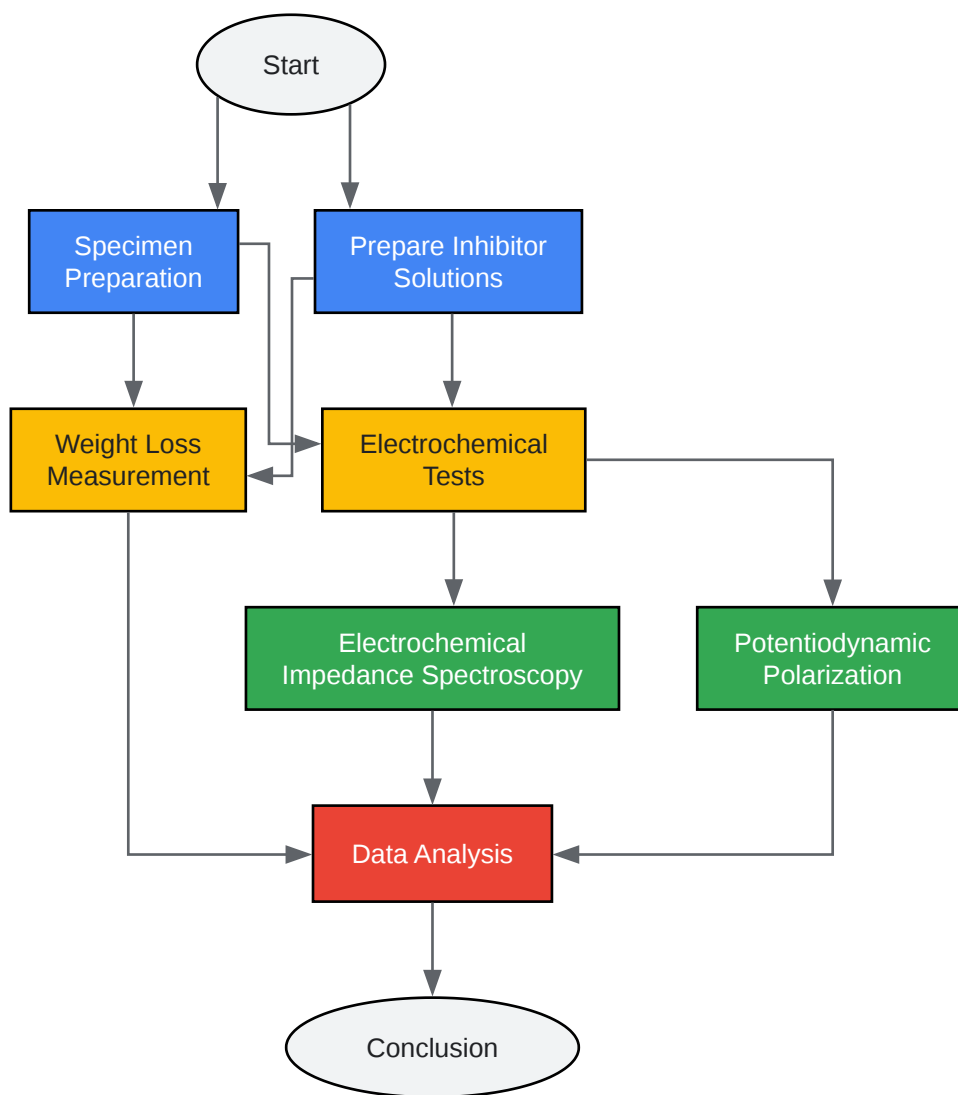 Start
Specimen
Preparation
Prepare Inhibitor
Solutions
Weight Loss
Measurement
Electrochemical
Tests
Electrochemical
Impedance Spectroscopy
Potentiodynamic
Polarization
Data Analysis
Conclusion